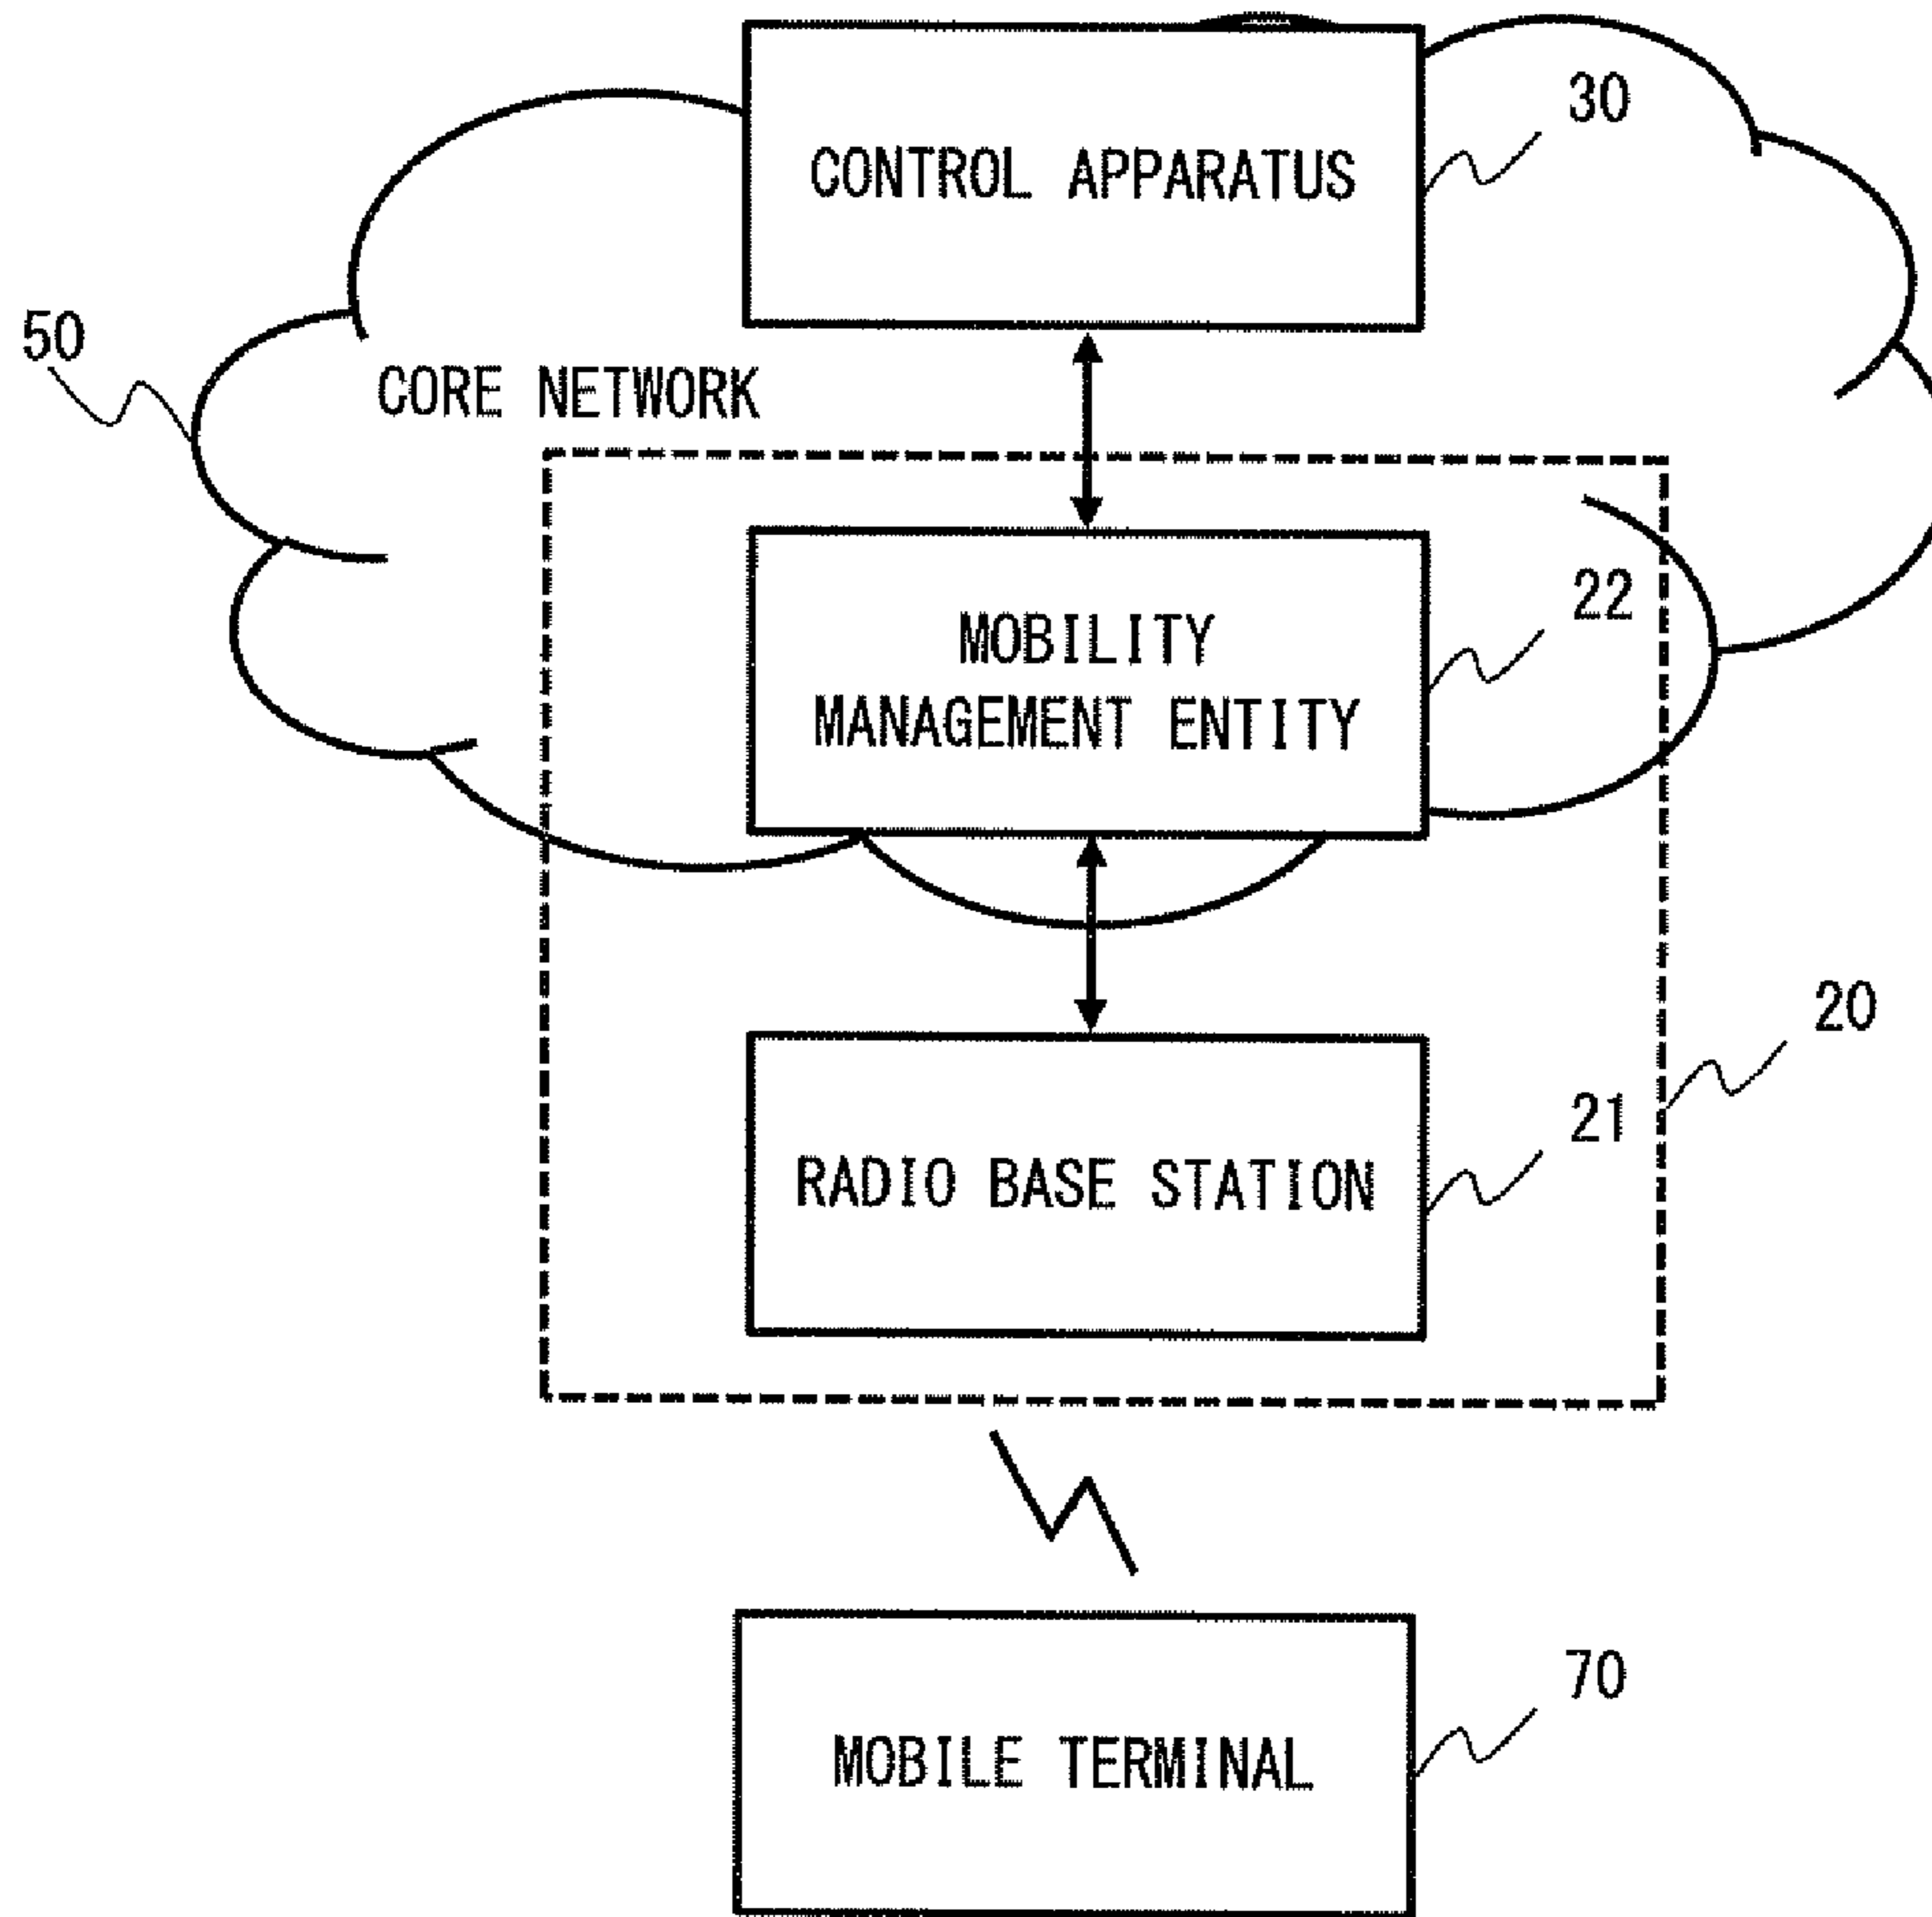 30
CONTROL APPARATUS
50
CORE NETWORK
22
MOBILITY
MANAGEMENT ENTITY
20
21
RADIO BASE STATION
70
MOBILE TERMINAL